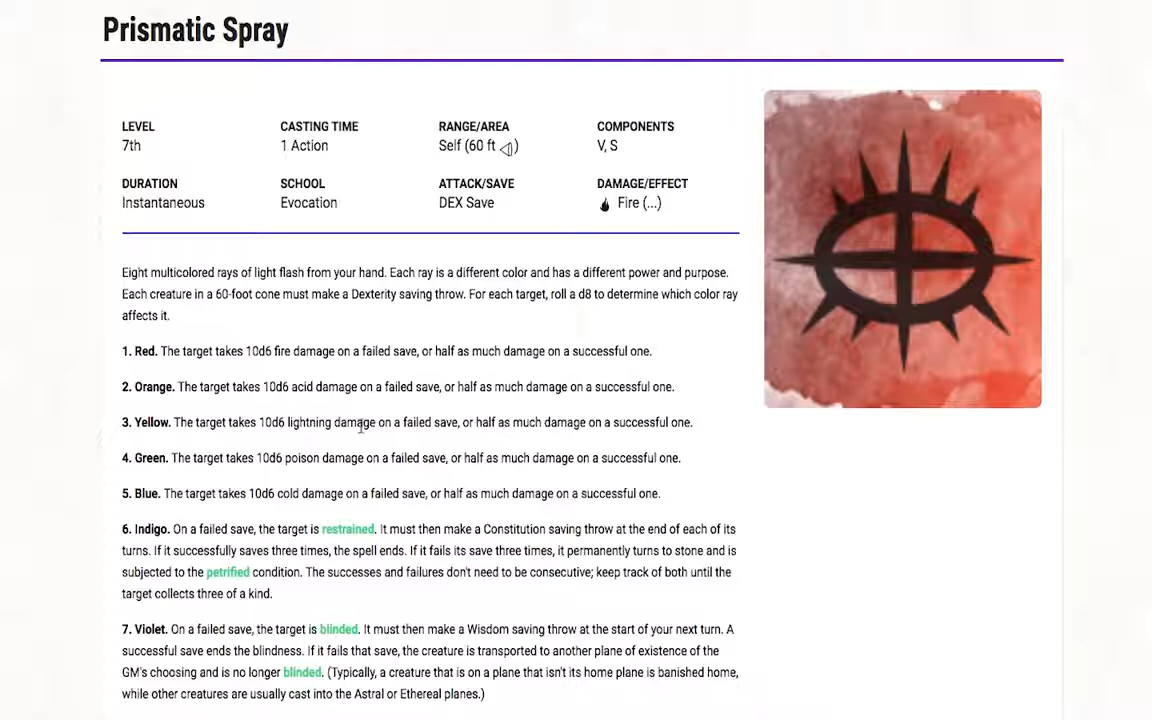 Prismatic Spray
LEVEL CASTING TIME RANGE/AREA COMPONENTS
7th 1 Action Self (60 ft ) V, S
DURATION SCHOOL ATTACK/SAVE DAMAGE/EFFECT
Instantaneous Evocation DEX Save Fire (...)
Eight multicolored rays of light flash from your hand. Each ray is a different color and has a different power and purpose.
Each creature in a 60-foot cone must make a Dexterity saving throw. For each target, roll a d8 to determine which color ray
affects it.
1. Red. The target takes 10d6 fire damage on a failed save, or half as much damage on a successful one.
2. Orange. The target takes 10d6 acid damage on a failed save, or half as much damage on a successful one.
3. Yellow. The target takes 10d6 lightning damage on a failed save, or half as much damage on a successful one.
4. Green. The target takes 10d6 poison damage on a failed save, or half as much damage on a successful one.
5. Blue. The target takes 10d6 cold damage on a failed save, or half as much damage on a successful one.
6. Indigo. On a failed save, the target is restrained. It must then make a Constitution saving throw at the end of each of its
turns. If it successfully saves three times, the spell ends. If it fails its save three times, it permanently turns to stone and is
subjected to the petrified condition. The successes and failures don't need to be consecutive; keep track of both until the
target collects three of a kind.
7. Violet. On a failed save, the target is blinded. It must then make a Wisdom saving throw at the start of your next turn. A
successful save ends the blindness. If it fails that save, the creature is transported to another plane of existence of the
GM's choosing and is no longer blinded. (Typically, a creature that is on a plane that isn't its home plane is banished home,
while other creatures are usually cast into the Astral or Ethereal planes.)